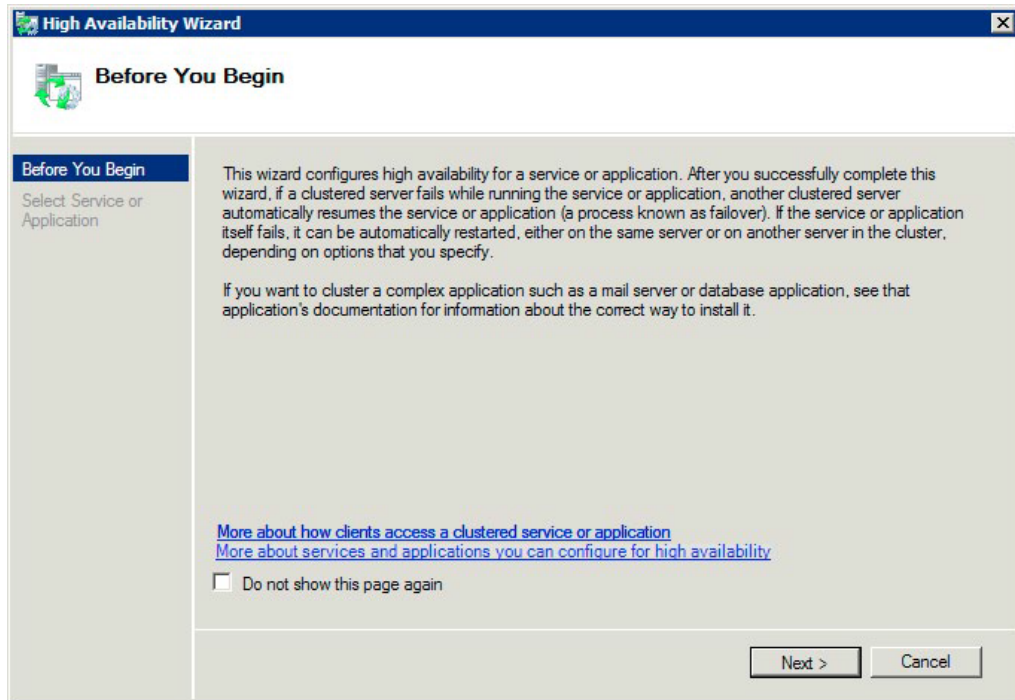 High Availability Wizard
Before You Begin
Before You Begin
Select Service or
Application
This wizard configures high availability for a service or application. After you successfully complete this
wizard, if a clustered server fails while running the service or application, another clustered server
automatically resumes the service or application (a process known as failover). If the service or application
itself fails, it can be automatically restarted, either on the same server or on another server in the cluster,
depending on options that you specify.
If you want to cluster a complex application such as a mail server or database application, see that
application's documentation for information about the correct way to install it.
More about how clients access a clustered service or application
More about services and applications you can configure for high availability
Do not show this page again
Next >
Cancel